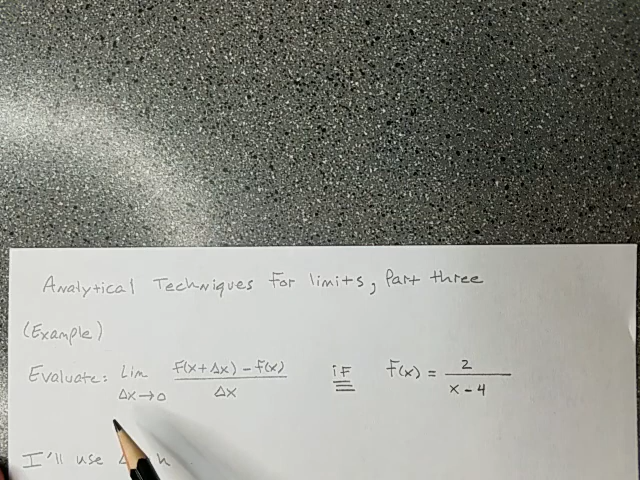 Analytical Techniques For limits, Part three
(Example)
Evaluate: Lim Δx→0 F(x+Δx) – F(x) / Δx if F(x) = 2 / x – 4
I'll use h